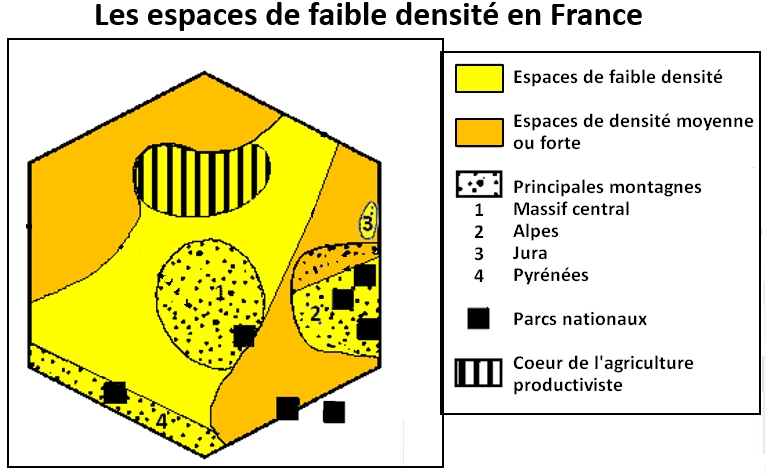 Les espaces de faible densité en France
Espaces de faible densité
Espaces de densité moyenne
ou forte
Principales montagnes
1 Massif central
2 Alpes
3 Jura
4 Pyrénées
Parcs nationaux
Coeur de l'agriculture
productiviste
3
1
2
4